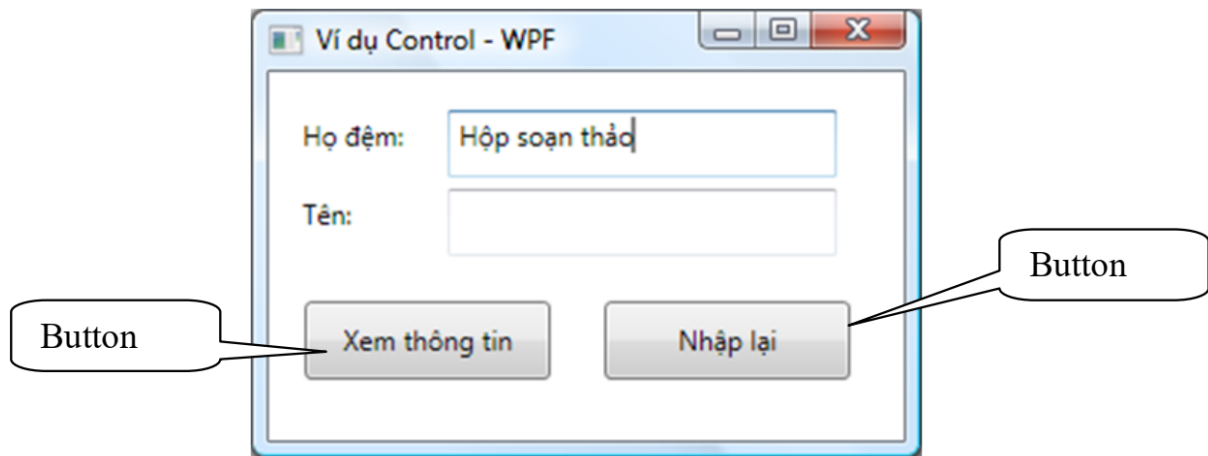 Ví dụ Control - WPF
Họ đệm: Hộp soạn thảo
Tên:
Button
Button
Xem thông tin
Nhập lại